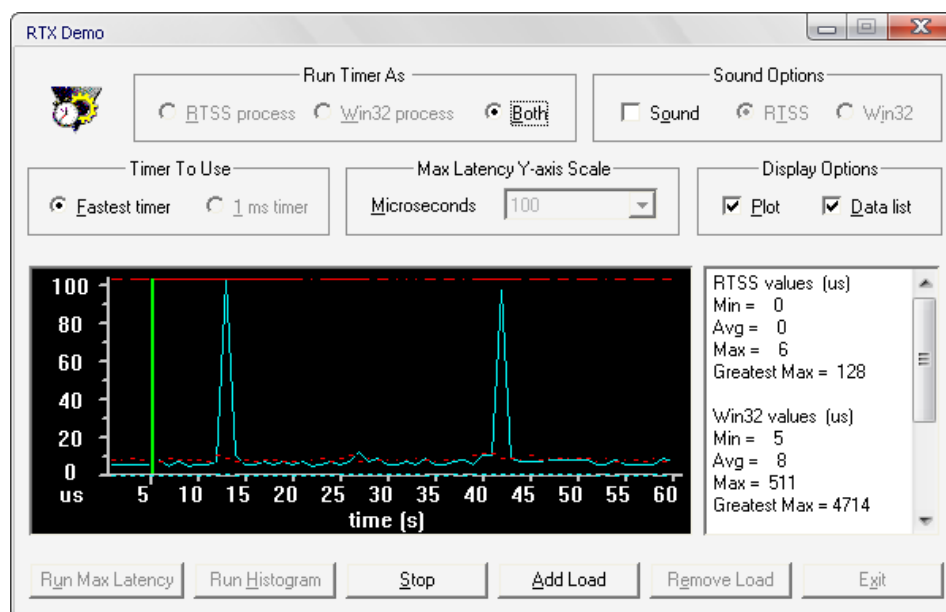 RTX Demo
Run Timer As
RTSS process
Win32 process
Both
Sound Options
Sound
RTSS
Win32
Timer To Use
Fastest timer
1 ms timer
Max Latency Y-axis Scale
Microseconds
100
Display Options
Plot
Data list
100
80
60
40
20
0
us
5 10 15 20 25 30 35 40 45 50 55 60
time (s)
RTSS values (us)
Min = 0
Avg = 0
Max = 6
Greatest Max = 128
Win32 values (us)
Min = 5
Avg = 8
Max = 511
Greatest Max = 4714
Run Max Latency
Run Histogram
Stop
Add Load
Remove Load
Exit